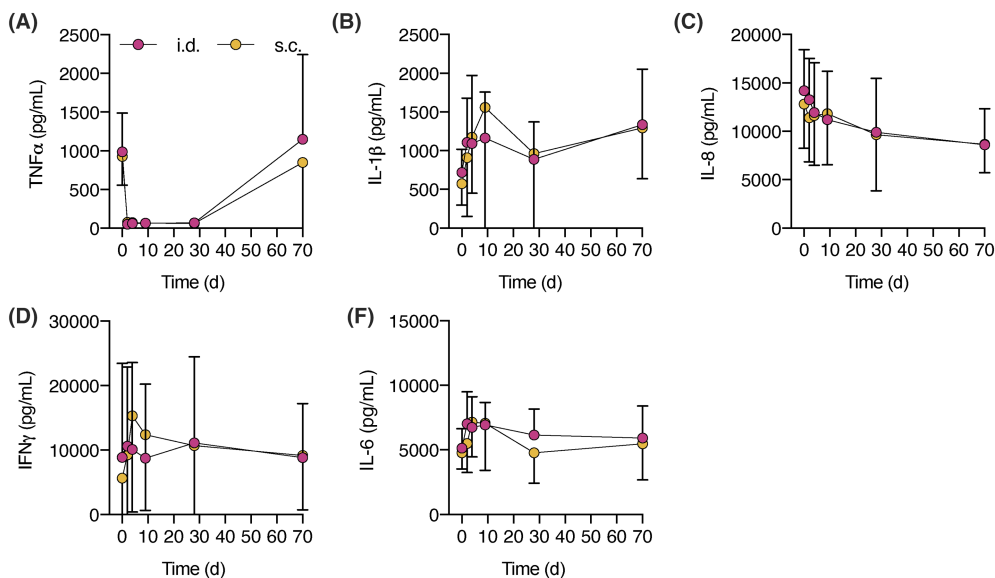 (A)
2500
2000
1500
1000
500
0
TNFα (pg/mL)
i.d. s.c.
0 10 20 30 40 50 60 70
Time (d)
(B)
2500
2000
1500
1000
500
0
IL-1β (pg/mL)
0 10 20 30 40 50 60 70
Time (d)
(C)
20000
15000
10000
5000
0
IL-8 (pg/mL)
0 10 20 30 40 50 60 70
Time (d)
(D)
30000
20000
10000
0
IFNγ (pg/mL)
0 10 20 30 40 50 60 70
Time (d)
(F)
15000
10000
5000
0
IL-6 (pg/mL)
0 10 20 30 40 50 60 70
Time (d)